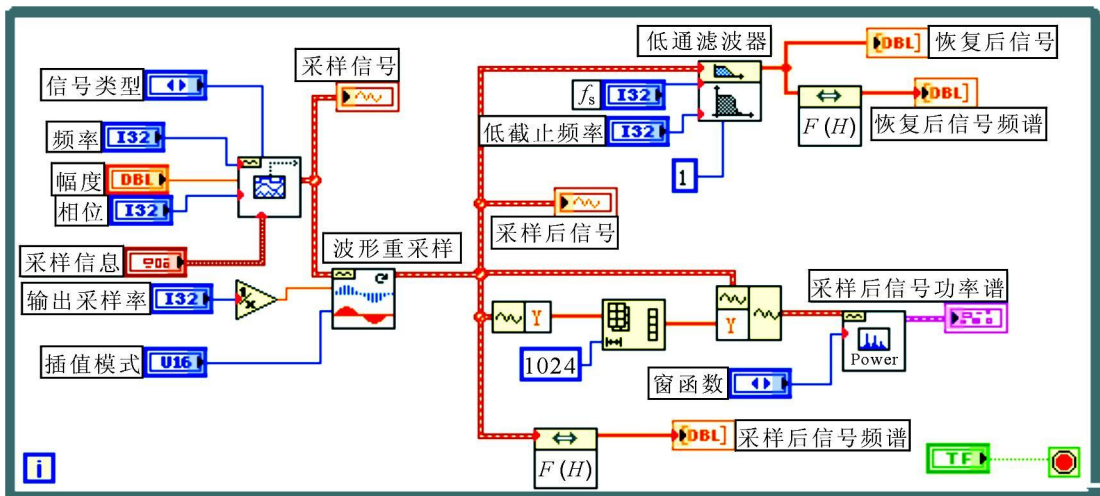 信号类型
频率
I32
幅度
DBL
相位
I32
采样信息
输出采样率
I32
1/x
插值模式
U16
采样信号
波形重采样
低通滤波器
fs
I32
低截止频率
I32
1
[DBL]
恢复后信号
F(H)
[DBL]
恢复后信号频谱
采样后信号
Y
1024
Y
采样后信号功率谱
Power
窗函数
F(H)
[DBL]
采样后信号频谱
i
TF